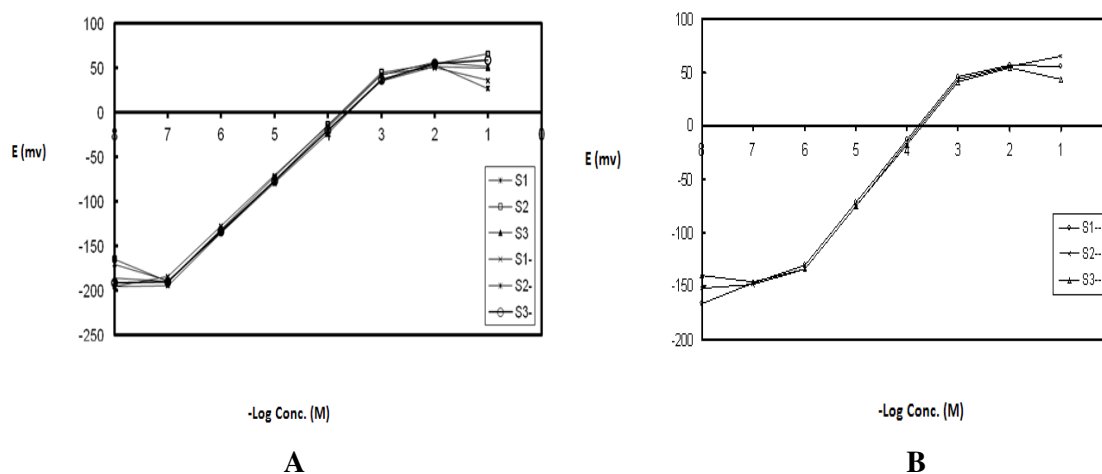 100
50
0
-50
-100
-150
-200
-250
8 7 6 5 4 3 2 1 0
E (mv)
S1
S2
S3
S1-
S2-
S3-
-Log Conc. (M)
A
100
50
0
-50
-100
-150
-200
8 7 6 5 4 3 2 1
E (mv)
S1--
S2--
S3--
-Log Conc. (M)
B